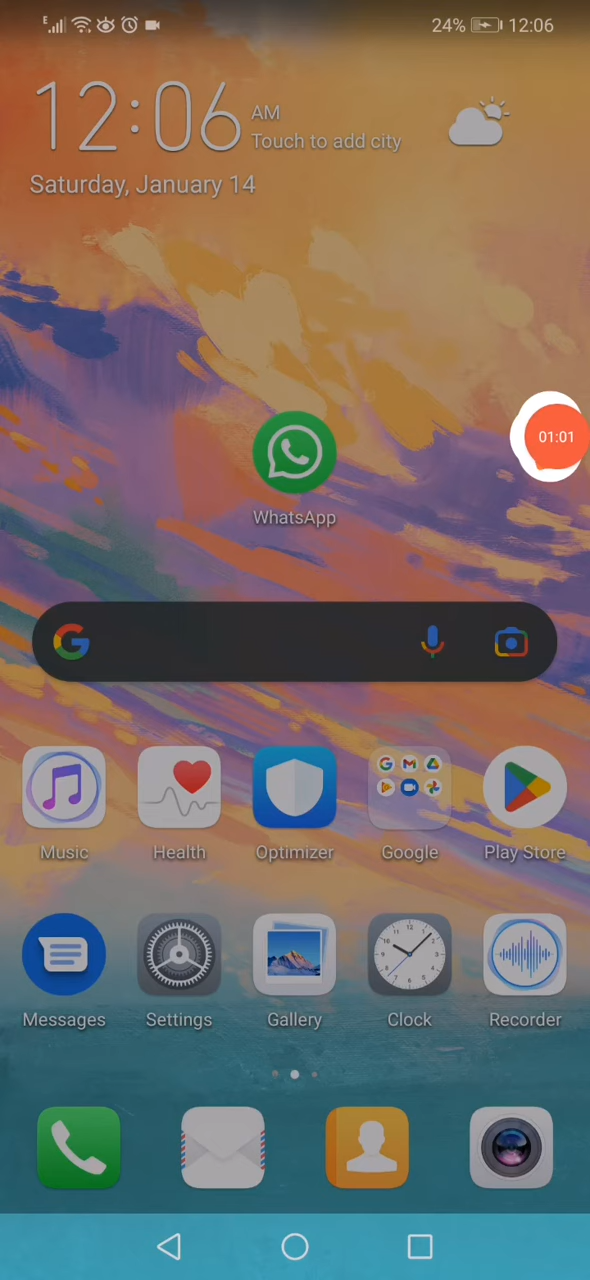 E 24% 12:06
12:06 AM
Touch to add city
Saturday, January 14
01:01
WhatsApp
Music Health Optimizer Google Play Store
Messages Settings Gallery Clock Recorder